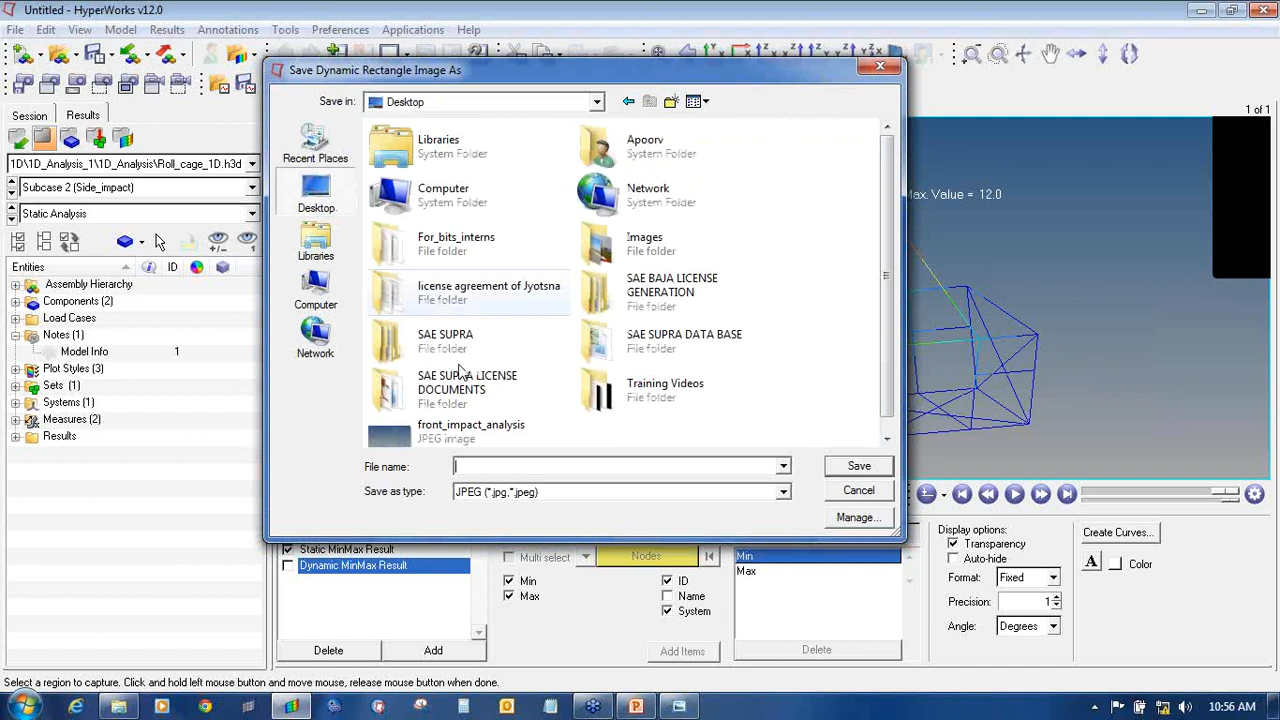 Untitled - HyperWorks v12.0
File Edit View Model Results Annotations Tools Preferences Applications Help
Save Dynamic Rectangle Image As
Save in: Desktop
Session Results
1 of 1
1D\1D_Analysis_1\1D_Analysis\Roll_cage_1D.h3d
Subcase 2 (Side_impact)
Static Analysis
Entities ID
Assembly Hierarchy
Components (2)
Load Cases
Notes (1)
Model Info 1
Plot Styles (3)
Sets (1)
Systems (1)
Measures (2)
Results
Recent Places
Desktop
Libraries
Computer
Network
Libraries
System Folder
Apoorv
System Folder
Computer
System Folder
Network
System Folder
For_bits_interns
File folder
Images
File folder
license agreement of Jyotsna
File folder
SAE BAJA LICENSE
GENERATION
File folder
SAE SUPRA
File folder
SAE SUPRA DATA BASE
File folder
SAE SUPRA LICENSE
DOCUMENTS
File folder
Training Videos
File folder
front_impact_analysis
JPEG image
File name:
Save
Save as type: JPEG (*.jpg,*.jpeg)
Cancel
Manage...
Max. Value = 12.0
Static MinMax Result
Dynamic MinMax Result
Delete Add
Multi select Nodes
Min
Max
ID
Name
System
Add Items
Min
Max
Delete
Display options:
Transparency
Auto-hide
Format: Fixed
Precision: 1
Angle: Degrees
Create Curves...
A Color
Select a region to capture. Click and hold left mouse button and move mouse, release mouse button when done.
10:56 AM